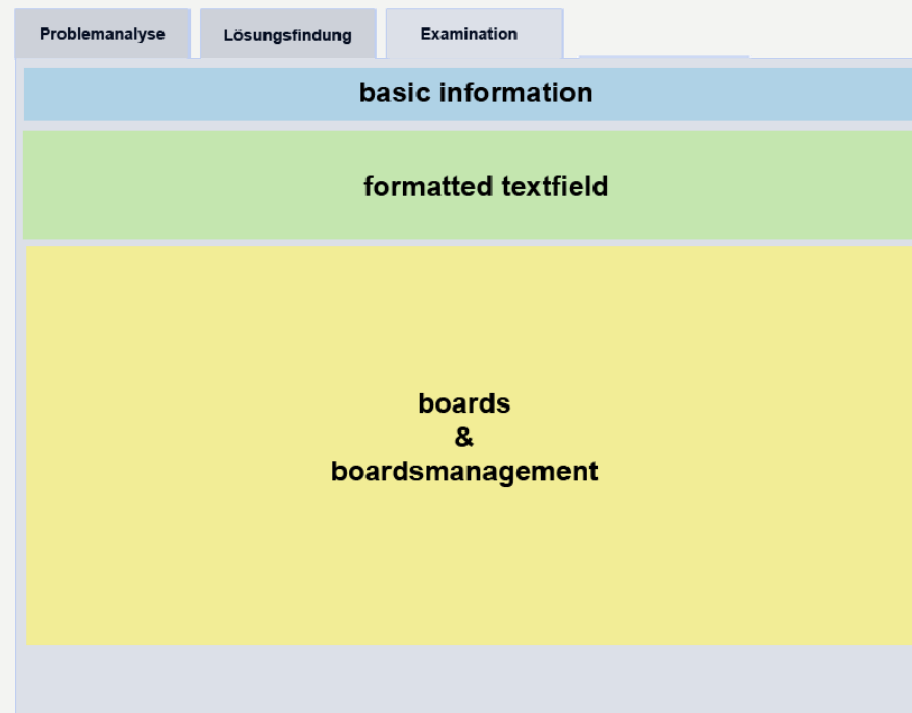 Problemanalyse
Lösungsfindung
Examination
basic information
formatted textfield
boards
&
boardsmanagement